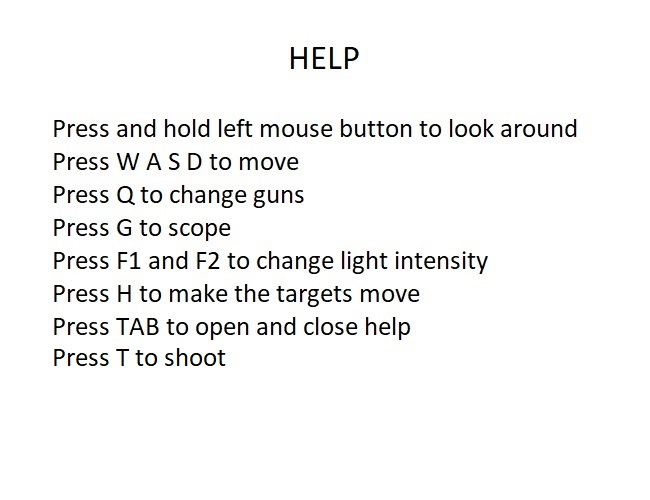 HELP
Press and hold left mouse button to look around
Press W A S D to move
Press Q to change guns
Press G to scope
Press F1 and F2 to change light intensity
Press H to make the targets move
Press TAB to open and close help
Press T to shoot